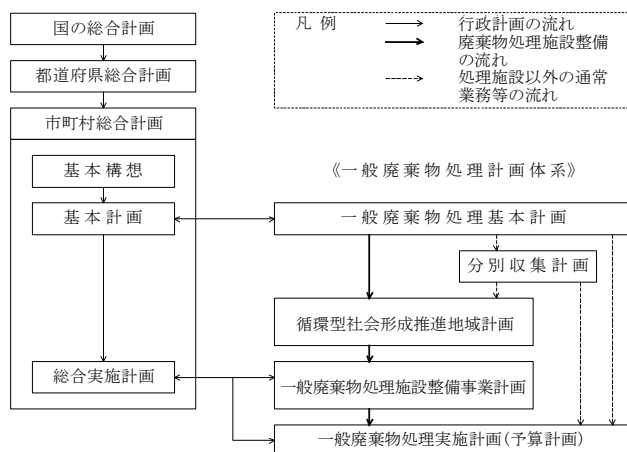 国の総合計画
都道府県総合計画
市町村総合計画
基本構想
基本計画
総合実施計画
凡例
行政計画の流れ
廃棄物処理施設整備
の流れ
処理施設以外の通常
業務等の流れ
《一般廃棄物処理計画体系》
一般廃棄物処理基本計画
分別収集計画
循環型社会形成推進地域計画
一般廃棄物処理施設整備事業計画
一般廃棄物処理実施計画(予算計画)